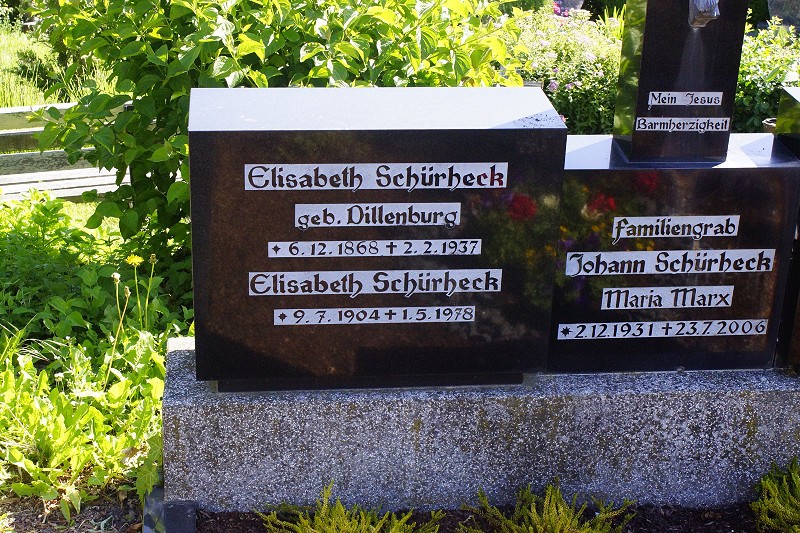 Elisabeth Schürheck
geb. Dillenburg
* 6. 12. 1868 + 2. 2. 1937
Elisabeth Schürheck
* 9. 7. 1904 + 1. 5. 1978
Mein Jesus
Barmherzigkeit
Familiengrab
Johann Schürheck
Maria Marx
* 2.12.1931 + 23.7.2006